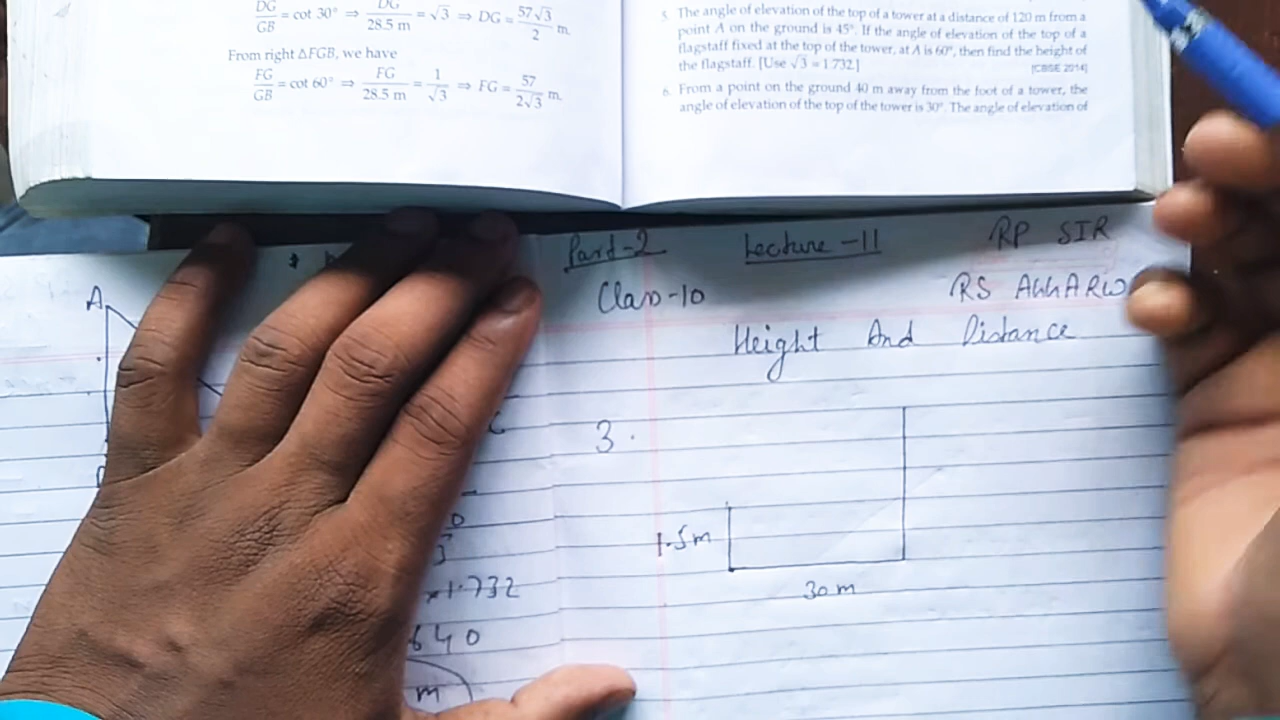 DG/GB = cot 30° ⇒ DG/28.5 m = √3 ⇒ DG = 57√3/2 m.
From right △FGB, we have
FG/GB = cot 60° ⇒ FG/28.5 m = 1/√3 ⇒ FG = 57/2√3 m.
5. The angle of elevation of the top of a tower at a distance of 120 m from a
point A on the ground is 45°. If the angle of elevation of the top of a
flagstaff fixed at the top of the tower, at A is 60°, then find the height of
the flagstaff. [Use √3 = 1.732] [CBSE 2014]
6. From a point on the ground 40 m away from the foot of a tower, the
angle of elevation of the top of the tower is 30°. The angle of elevation of
Part-2 Lecture -11 RP SIR
Class-10 RS AGGARW
Height And Distance
A
3.
1.5m
30 m
×1.732
640
m